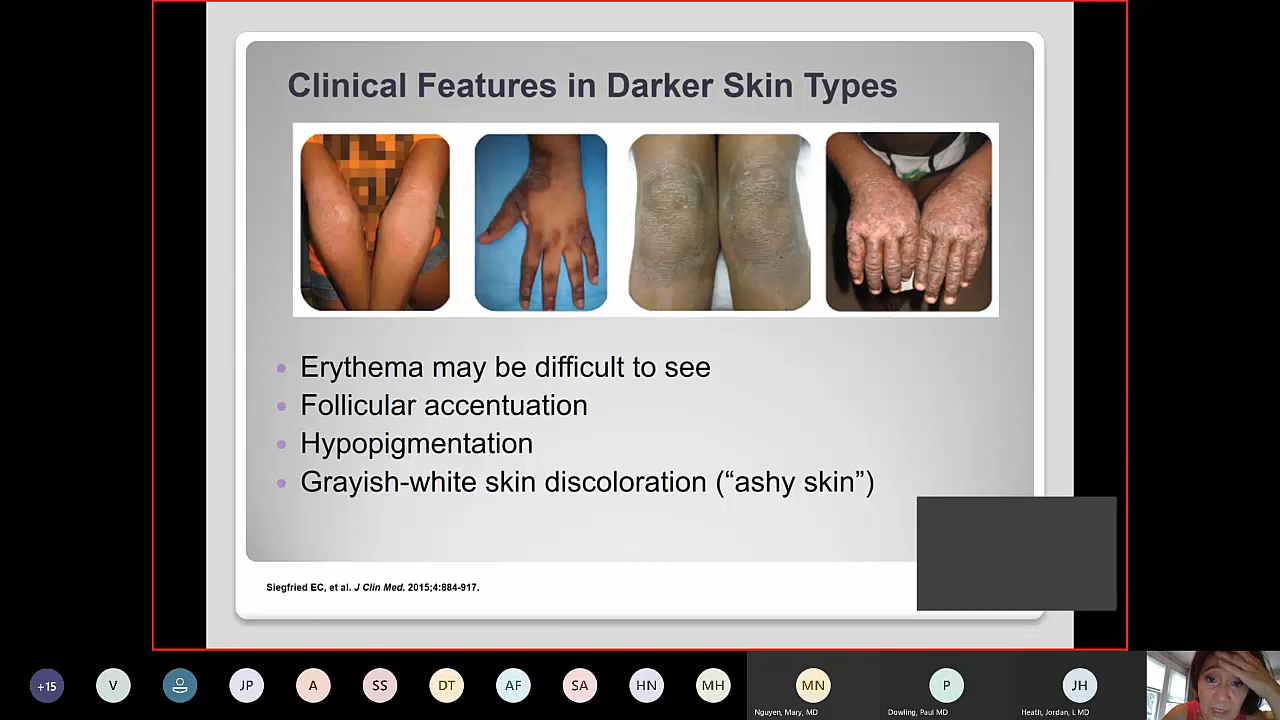 Clinical Features in Darker Skin Types
Erythema may be difficult to see
Follicular accentuation
Hypopigmentation
Grayish-white skin discoloration (“ashy skin”)
Siegfried EC, et al. J Clin Med. 2015;4:884-917.
+15
V
JP
A
SS
DT
AF
SA
HN
MH
MN
P
JH
Nguyen, Mary, MD
Dowling, Paul MD
Heath, Jordan, L MD